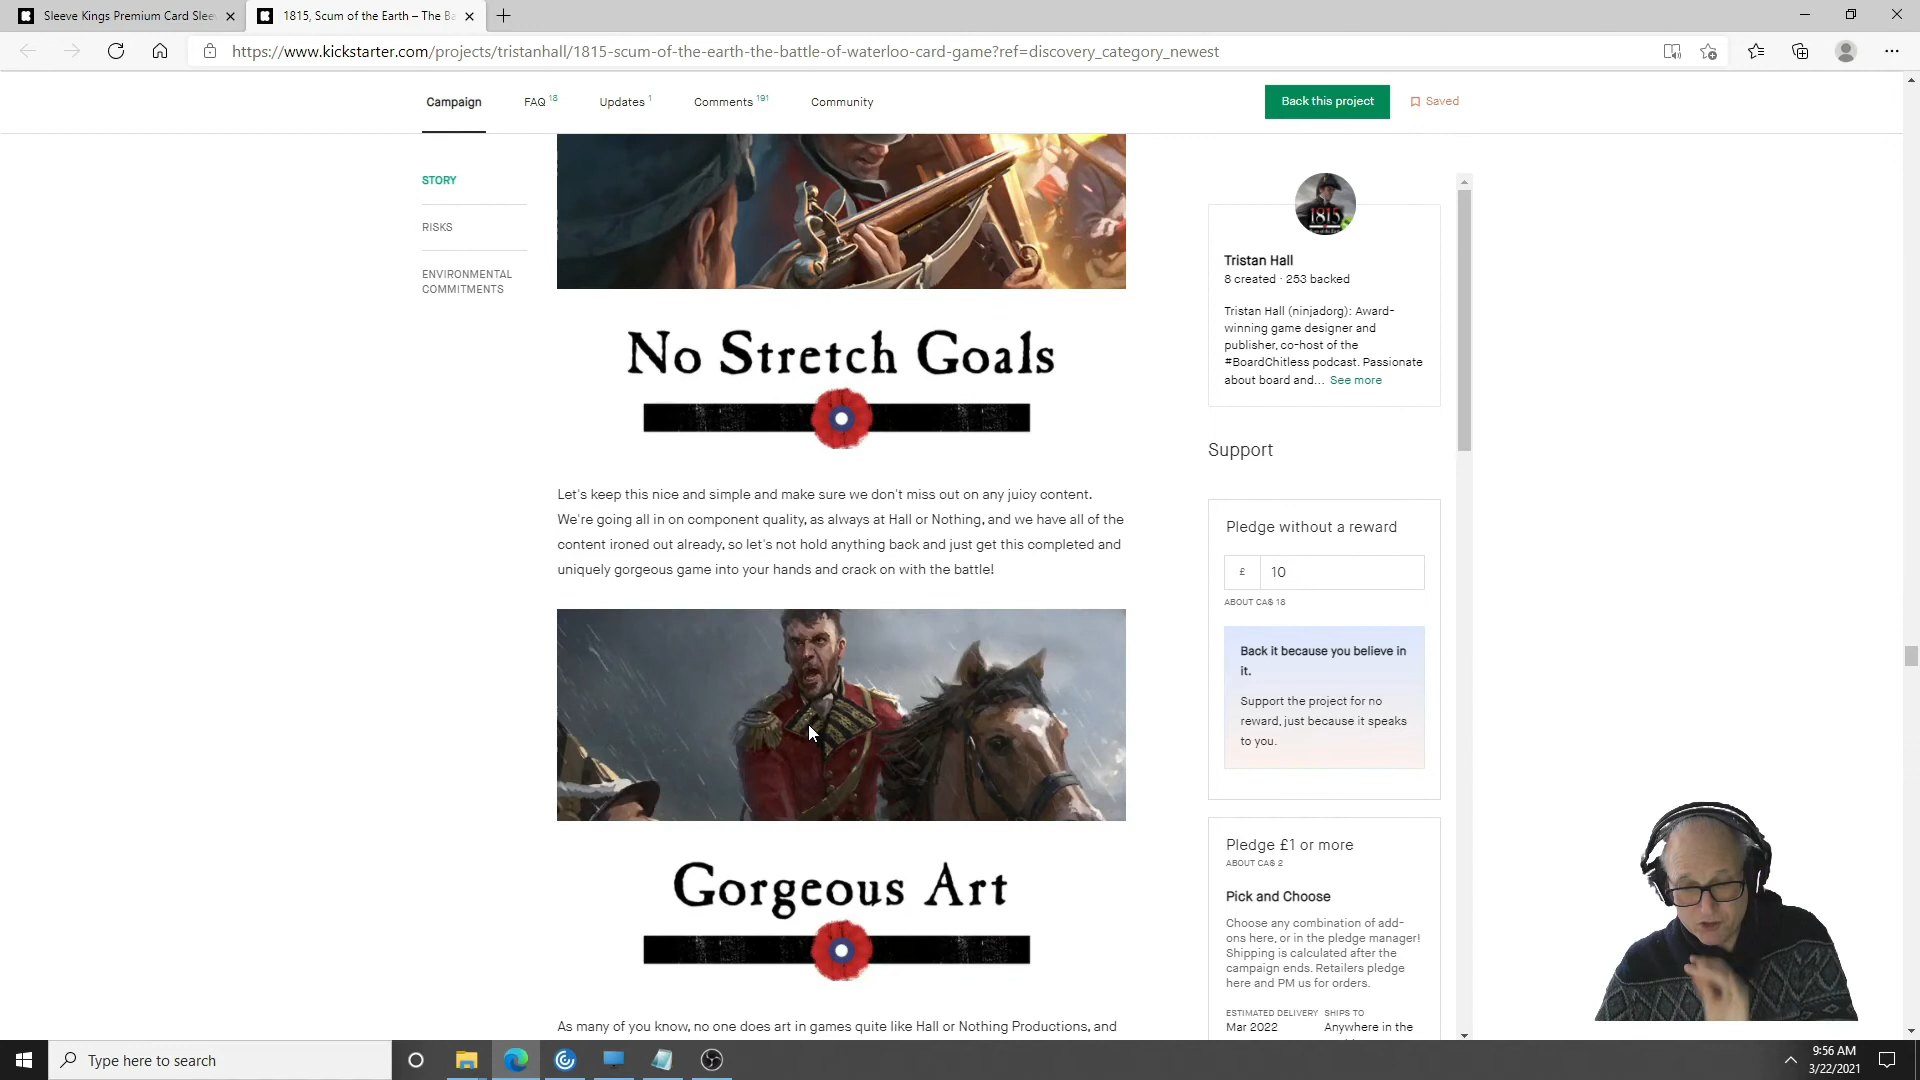 Sleeve Kings Premium Card Slee
1815, Scum of the Earth – The Ba
https://www.kickstarter.com/projects/tristanhall/1815-scum-of-the-earth-the-battle-of-waterloo-card-game?ref=discovery_category_newest
Campaign
FAQ 18
Updates 1
Comments 191
Community
Back this project
Saved
STORY
RISKS
ENVIRONMENTAL
COMMITMENTS
No Stretch Goals
Let's keep this nice and simple and make sure we don't miss out on any juicy content.
We're going all in on component quality, as always at Hall or Nothing, and we have all of the
content ironed out already, so let's not hold anything back and just get this completed and
uniquely gorgeous game into your hands and crack on with the battle!
Gorgeous Art
As many of you know, no one does art in games quite like Hall or Nothing Productions, and
1815
Tristan Hall
8 created · 253 backed
Tristan Hall (ninjadorg): Award-
winning game designer and
publisher, co-host of the
#BoardChitless podcast. Passionate
about board and... See more
Support
Pledge without a reward
£ 10
ABOUT CA$ 18
Back it because you believe in
it.
Support the project for no
reward, just because it speaks
to you.
Pledge £1 or more
ABOUT CA$ 2
Pick and Choose
Choose any combination of add-
ons here, or in the pledge manager!
Shipping is calculated after the
campaign ends. Retailers pledge
here and PM us for orders.
ESTIMATED DELIVERY SHIPS TO
Mar 2022 Anywhere in the
Type here to search
9:56 AM
3/22/2021